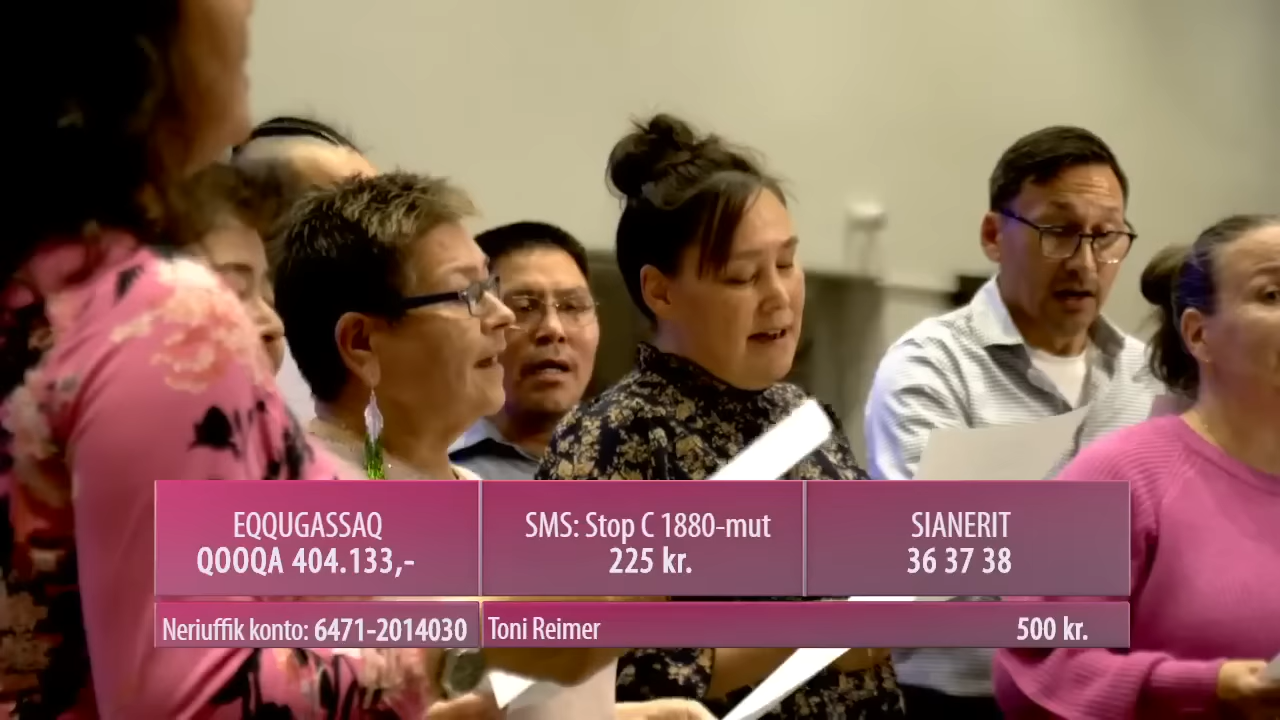 EQQUGASSAQ
QOOQA 404.133,-
SMS: Stop C 1880-mut
225 kr.
SIANERIT
36 37 38
Neriuffik konto: 6471-2014030
Toni Reimer
500 kr.